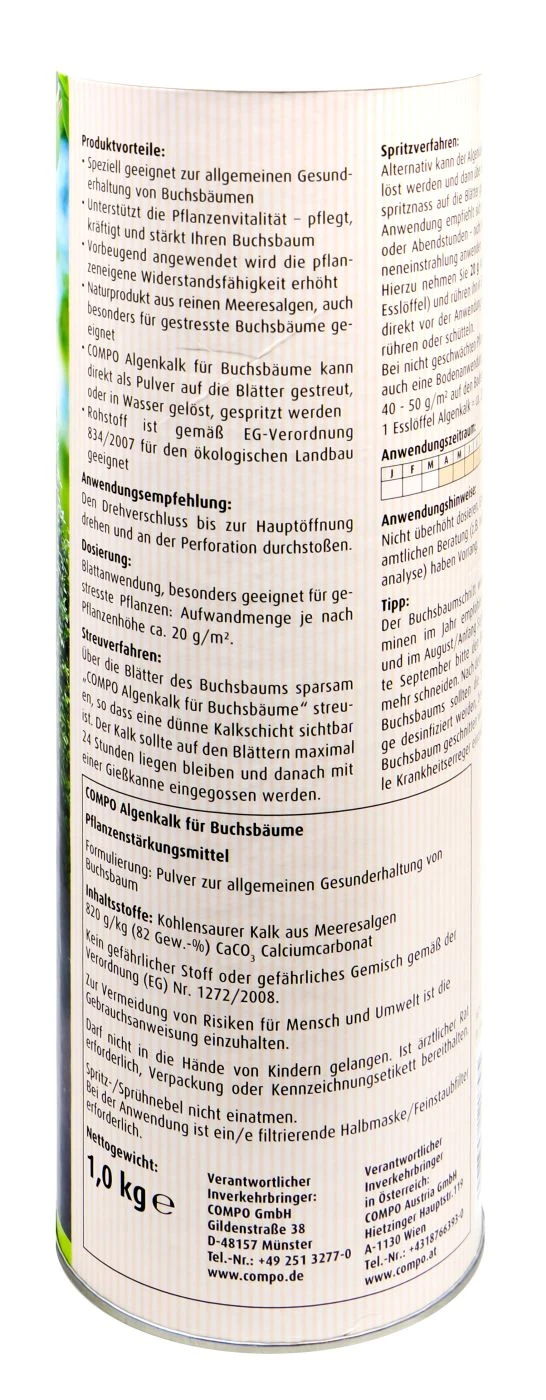 Produktvorteile:
· Speziell geeignet zur allgemeinen Gesund-
erhaltung von Buchsbäumen
· Unterstützt die Pflanzenvitalität – pflegt,
kräftigt und stärkt Ihren Buchsbaum
· Vorbeugend angewendet wird die pflan-
zeneigene Widerstandsfähigkeit erhöht
· Naturprodukt aus reinen Meeresalgen, auch
besonders für gestresste Buchsbäume ge-
eignet
· COMPO Algenkalk für Buchsbäume kann
direkt als Pulver auf die Blätter gestreut,
oder in Wasser gelöst, gespritzt werden
· Rohstoff ist gemäß EG-Verordnung
834/2007 für den ökologischen Landbau
geeignet
Anwendungsempfehlung:
Den Drehverschluss bis zur Hauptöffnung
drehen und an der Perforation durchstoßen.
Dosierung:
Blattanwendung, besonders geeignet für ge-
stresste Pflanzen: Aufwandmenge je nach
Pflanzenhöhe ca. 20 g/m².
Streuverfahren:
Über die Blätter des Buchsbaums sparsam
„COMPO Algenkalk für Buchsbäume“ streu-
en, so dass eine dünne Kalkschicht sichtbar
ist. Der Kalk sollte auf den Blättern maximal
24 Stunden liegen bleiben und danach mit
einer Gießkanne eingegossen werden.
Spritzverfahren:
Alternativ kann der
löst werden und dann
spritznass auf die Blätter
Anwendung empfiehlt
oder Abendstunden -
neneinstrahlung
Hierzu nehmen Sie 20 g
Esslöffel) und rühren
direkt vor der
rühren oder schütteln.
Bei nicht geschwächten
auch eine
40 - 50 g/m² auf den
1 Esslöffel Algenkalk =
Anwendungszeitraum:
J F M A M J
Anwendungshinweise:
Nicht überhöht dosieren.
amtlichen Beratung
analyse) haben Vorrang.
Tipp:
Der Buchsbaumschnitt
minen im Jahr
und im August/Anfang
te September bitte
mehr schneiden. Nach
Buchsbaums sollten die
ge desinfiziert werden.
Buchsbaum geschnitten
le Krankheitserreger
COMPO Algenkalk für Buchsbäume
Pflanzenstärkungsmittel
Formulierung: Pulver zur allgemeinen Gesunderhaltung von
Buchsbaum
Inhaltsstoffe: Kohlensaurer Kalk aus Meeresalgen
820 g/kg (82 Gew.-%) CaCO₃ Calciumcarbonat
Kein gefährlicher Stoff oder gefährliches Gemisch gemäß der
Verordnung (EG) Nr. 1272/2008.
Zur Vermeidung von Risiken für Mensch und Umwelt ist die
Gebrauchsanweisung einzuhalten.
Darf nicht in die Hände von Kindern gelangen. Ist ärztlicher Rat
erforderlich, Verpackung oder Kennzeichnungsetikett bereithalten.
Spritz-/Sprühnebel nicht einatmen.
Bei der Anwendung ist ein/e filtrierende Halbmaske/Feinstaubfilter
erforderlich.
Nettogewicht:
1,0 kg ℮
Verantwortlicher
Inverkehrbringer:
COMPO GmbH
Gildenstraße 38
D-48157 Münster
Tel.-Nr.: +49 251 3277-0
www.compo.de
Verantwortlicher
Inverkehrbringer
in Österreich:
COMPO Austria GmbH
Hietzinger Hauptstr. 119
A-1130 Wien
Tel.-Nr.: +4318766393-0
www.compo.at